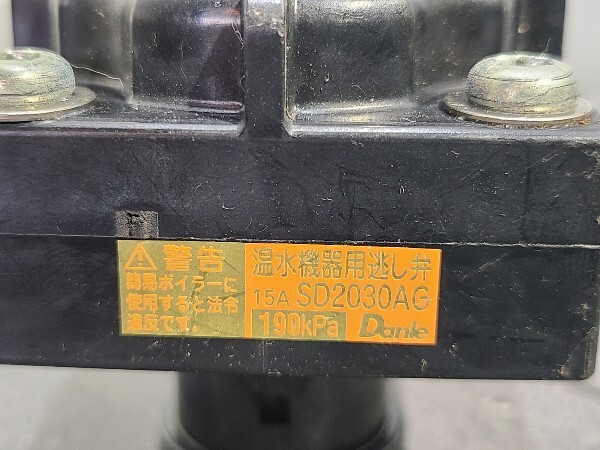 ⚠ 警告
簡易ボイラーに
使用すると法令
違反です。
温水機器用逃し弁
15A SD2030AG
190kPa Danle